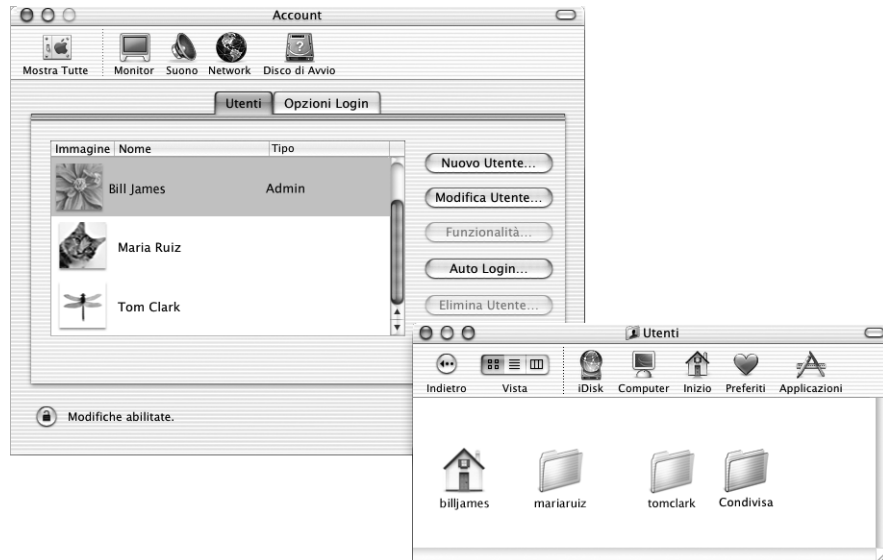 Account
Mostra Tutte Monitor Suono Network Disco di Avvio
Utenti Opzioni Login
Immagine Nome Tipo
Bill James Admin
Maria Ruiz
Tom Clark
Nuovo Utente...
Modifica Utente...
Funzionalità...
Auto Login...
Elimina Utente...
Modifiche abilitate.
Utenti
Indietro Vista iDisk Computer Inizio Preferiti Applicazioni
billjames mariaruiz tomclark Condivisa